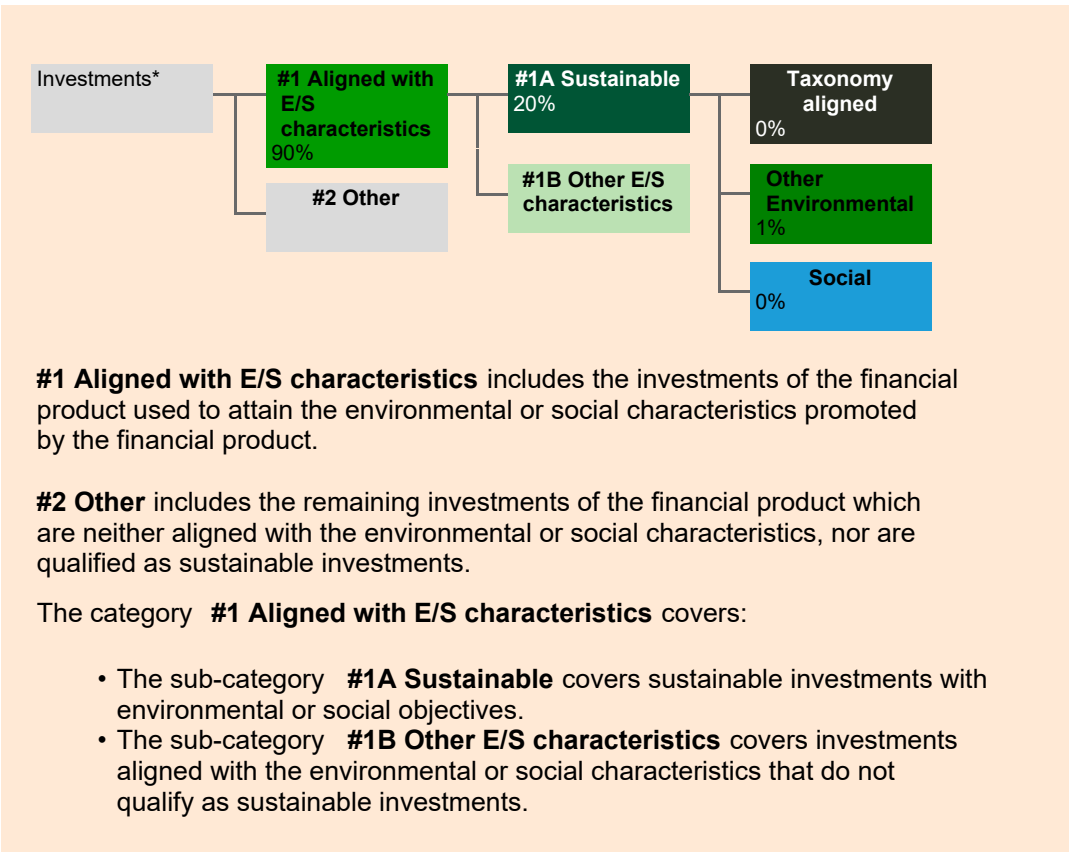 Investments*
#1 Aligned with
E/S
characteristics
90%
#2 Other
#1A Sustainable
20%
#1B Other E/S
characteristics
Taxonomy
aligned
0%
Other
Environmental
1%
Social
0%
#1 Aligned with E/S characteristics includes the investments of the financial
product used to attain the environmental or social characteristics promoted
by the financial product.
#2 Other includes the remaining investments of the financial product which
are neither aligned with the environmental or social characteristics, nor are
qualified as sustainable investments.
The category #1 Aligned with E/S characteristics covers:
• The sub-category #1A Sustainable covers sustainable investments with
environmental or social objectives.
• The sub-category #1B Other E/S characteristics covers investments
aligned with the environmental or social characteristics that do not
qualify as sustainable investments.